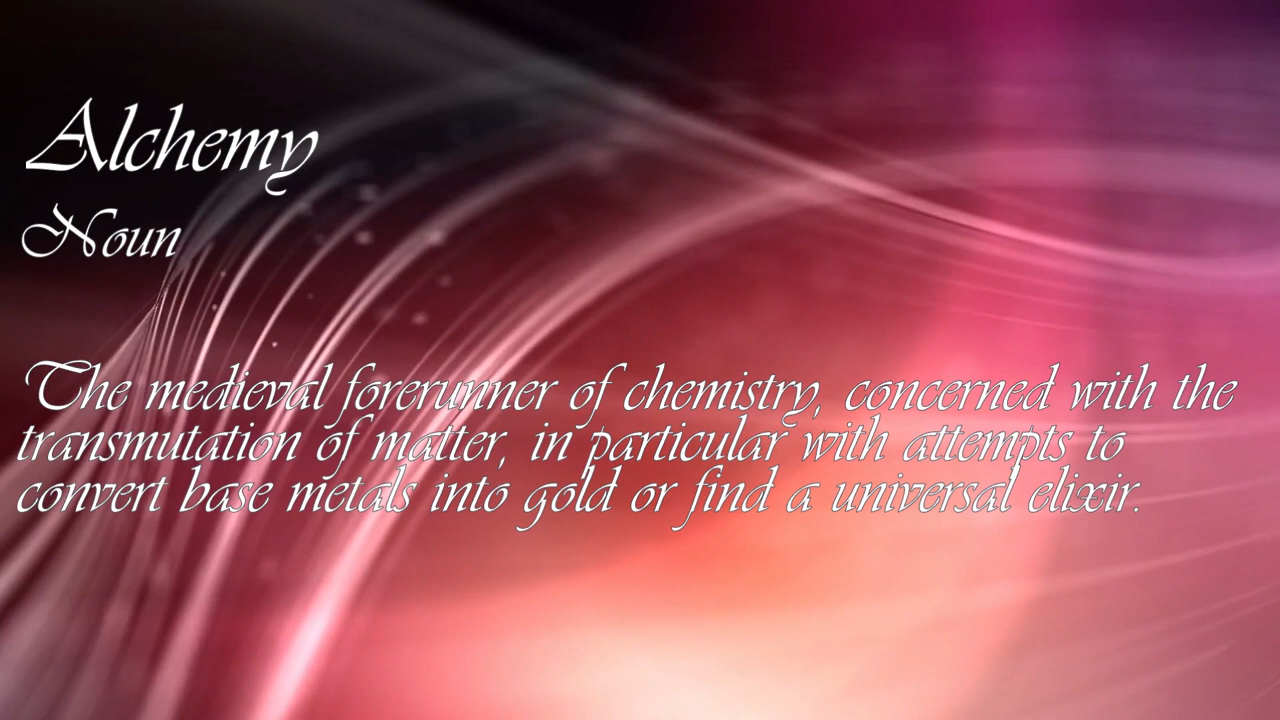 Alchemy
Noun
The medieval forerunner of chemistry, concerned with the
transmutation of matter, in particular with attempts to
convert base metals into gold or find a universal elixir.